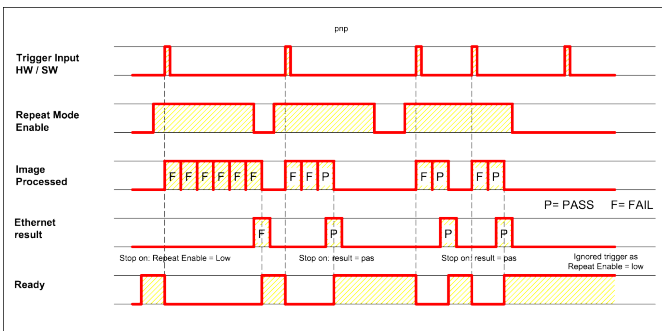 pnp
Trigger Input
HW / SW
Repeat Mode
Enable
Image
Processed
F F F F F F F F P F P F P
P= PASS F= FAIL
Ethernet
result
F P P P
Stop on: Repeat Enable = Low
Stop on: result = pas
Stop on: result = pas
Ignored trigger as
Repeat Enable = low
Ready